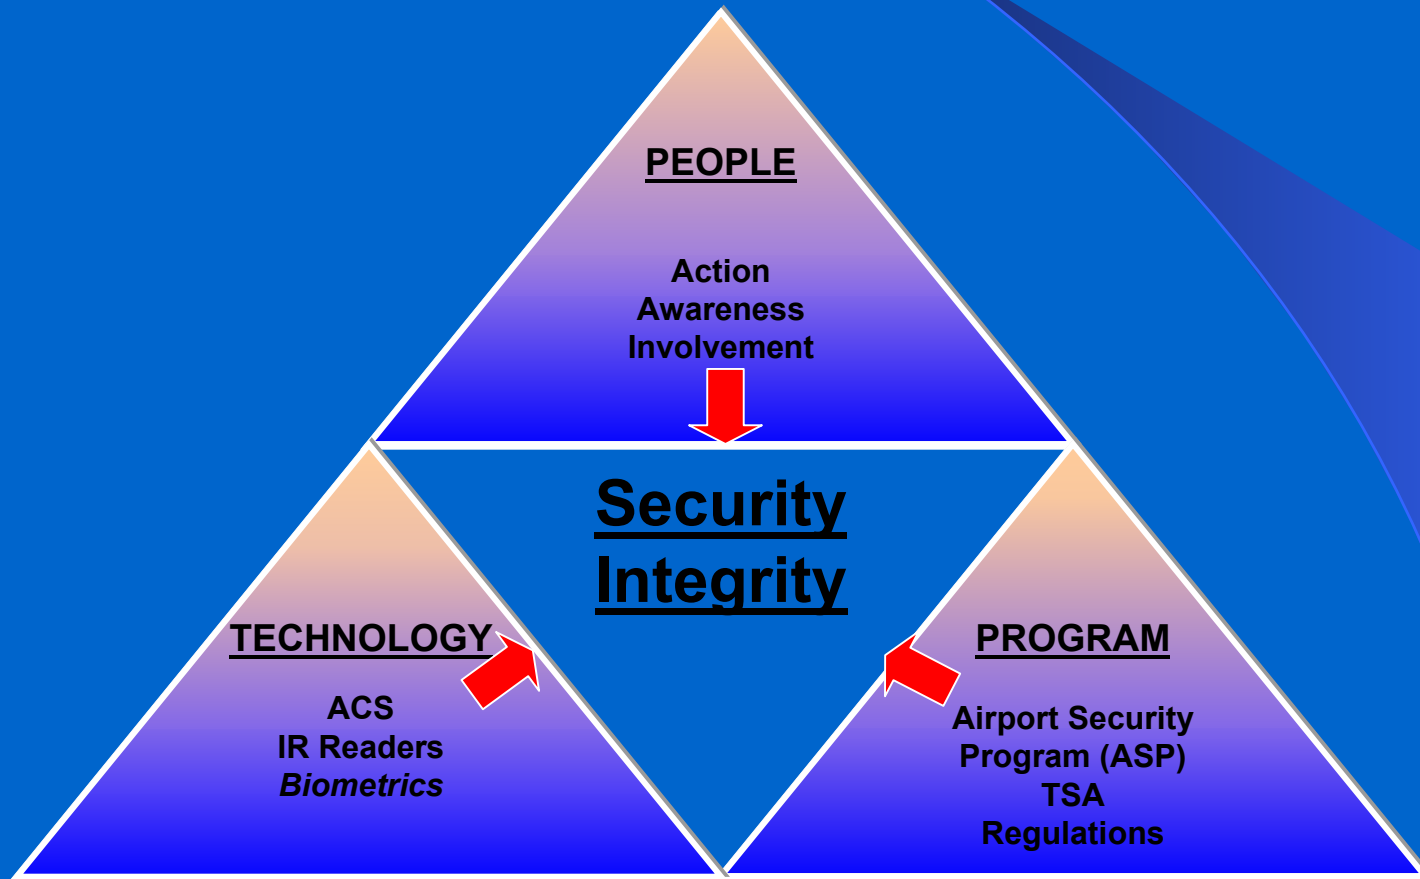 PEOPLE
Action
Awareness
Involvement
Security
Integrity
TECHNOLOGY
ACS
IR Readers
Biometrics
PROGRAM
Airport Security
Program (ASP)
TSA
Regulations